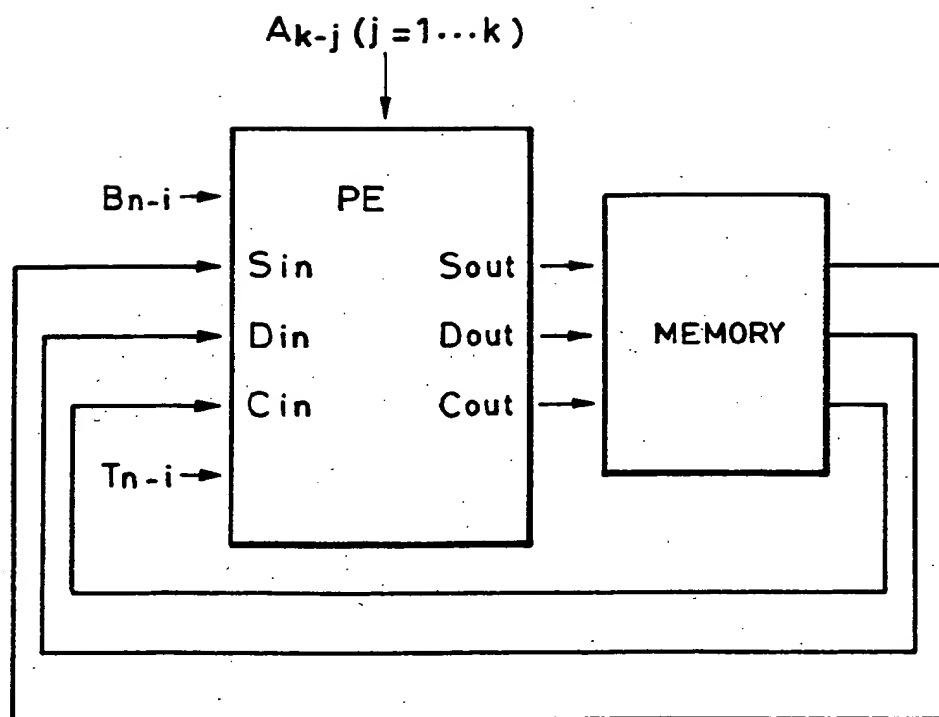 Ak-j (j=1...k)
Bn-i
PE
Sin
Sout
Din
Dout
MEMORY
Cin
Cout
Tn-i